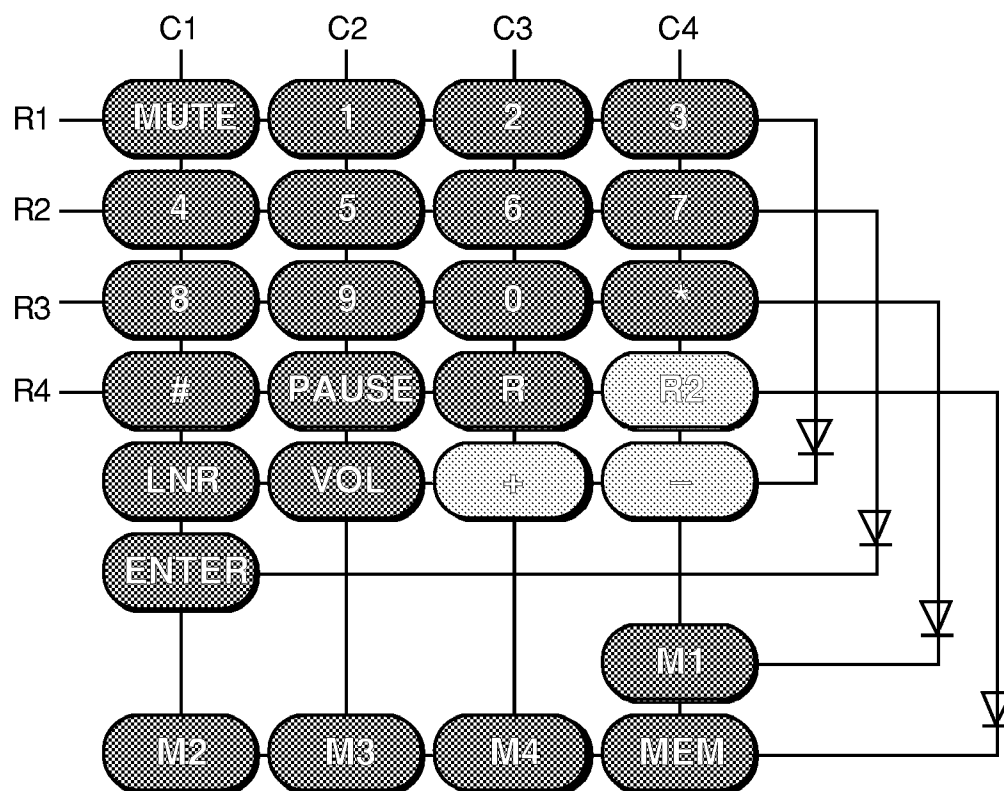 C1 C2 C3 C4
R1 MUTE 1 2 3
R2 4 5 6 7
R3 8 9 0 *
R4 # PAUSE R R2
LNR VOL + −
ENTER
M1
M2 M3 M4 MEM